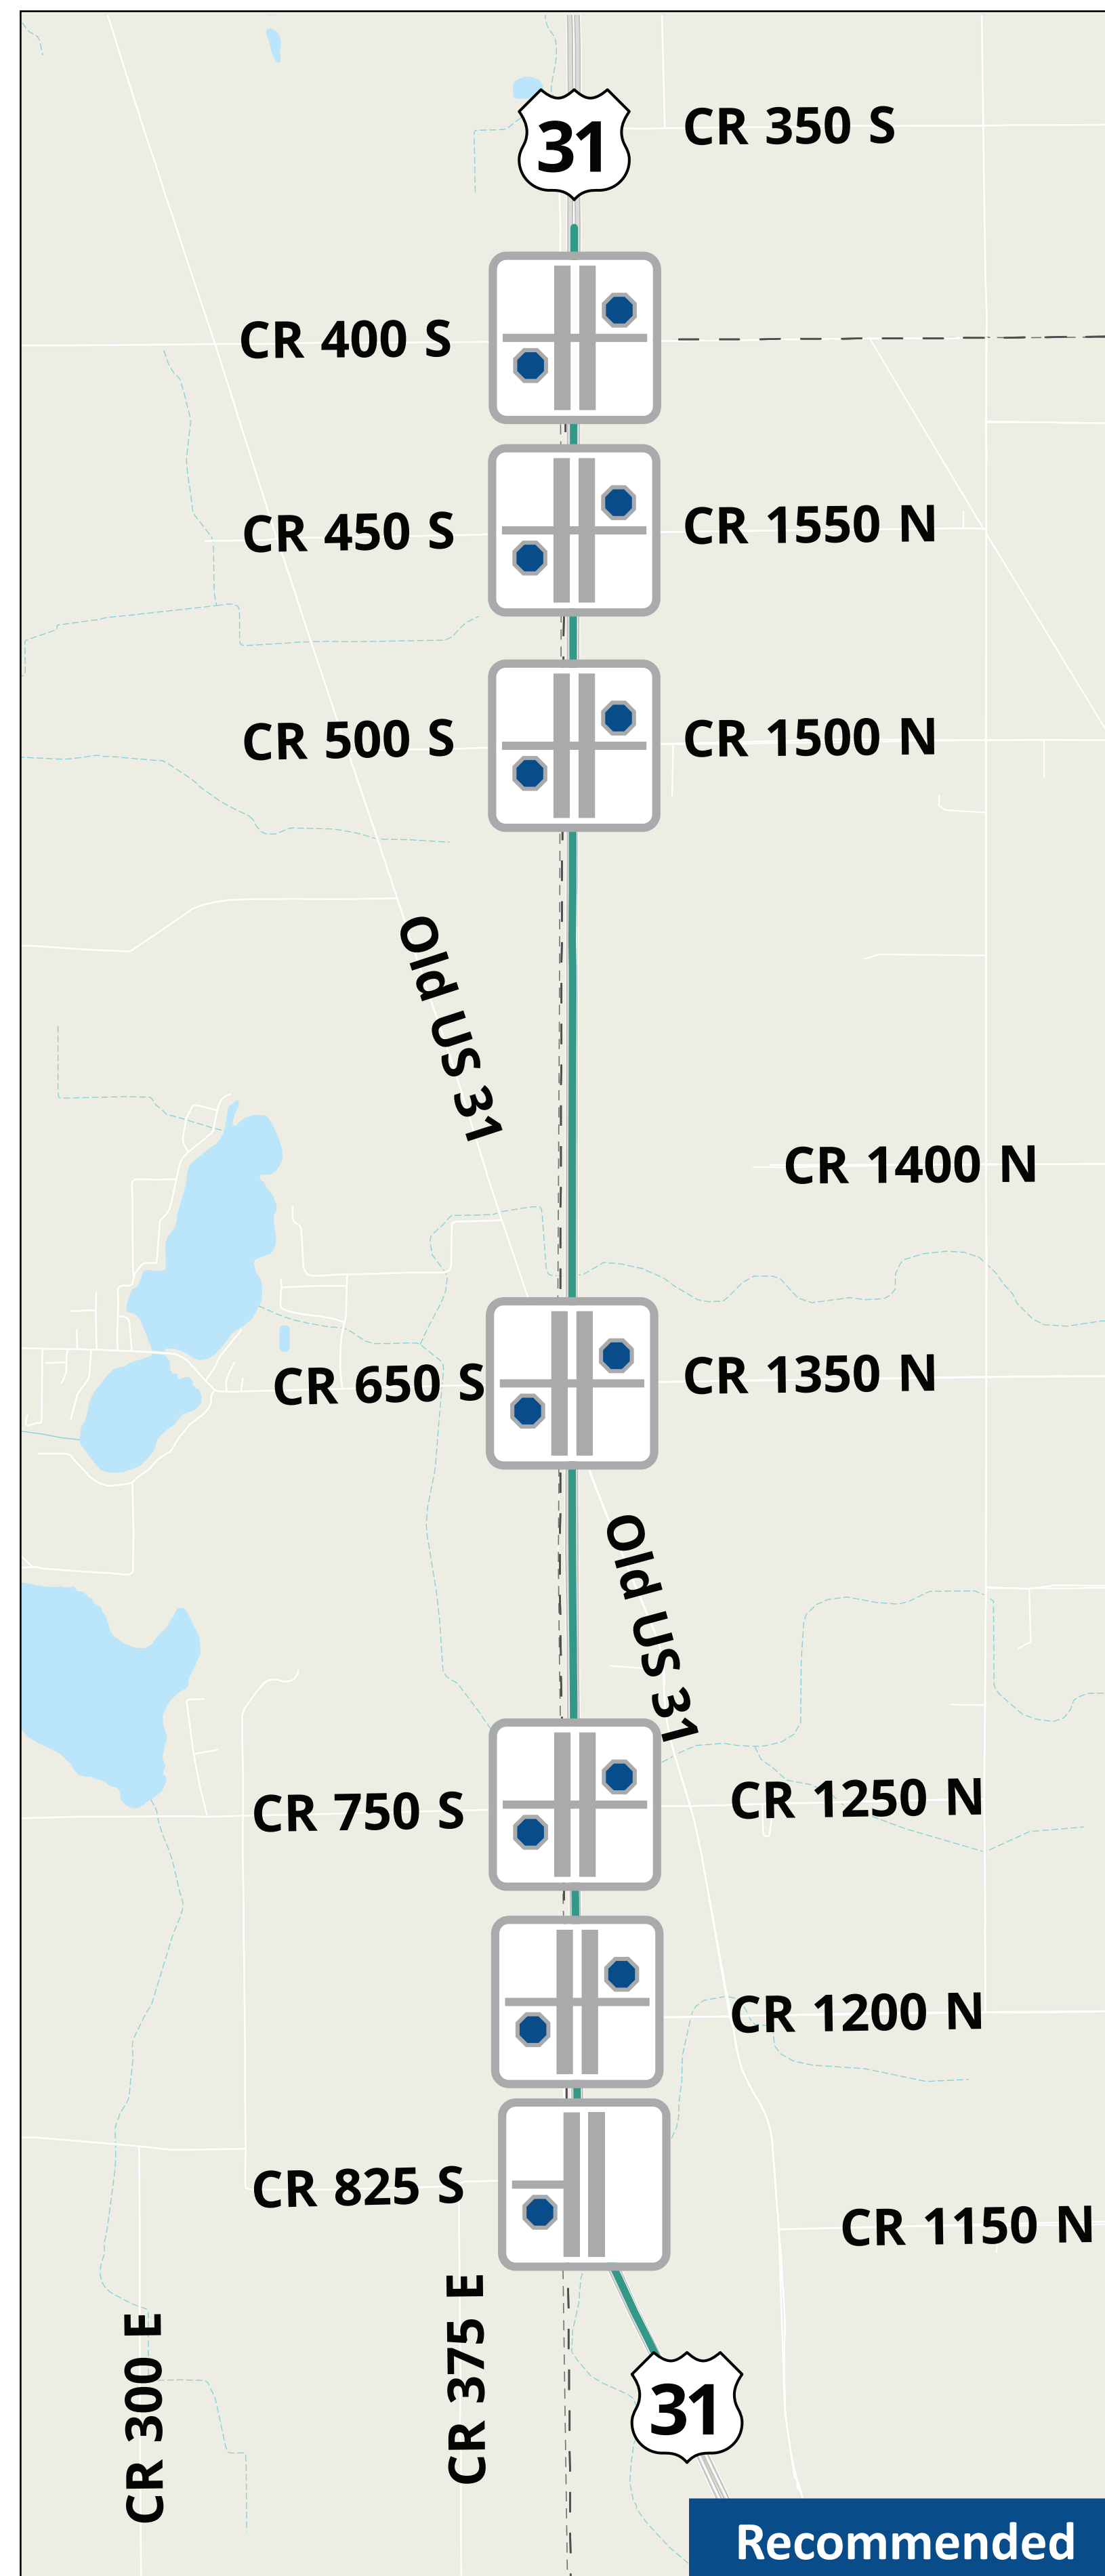 31
CR 350 S
CR 400 S
CR 450 S
CR 1550 N
CR 500 S
CR 1500 N
Old US 31
CR 1400 N
CR 650 S
CR 1350 N
Old US 31
CR 750 S
CR 1250 N
CR 1200 N
CR 825 S
CR 1150 N
CR 300 E
CR 375 E
31
Recommended